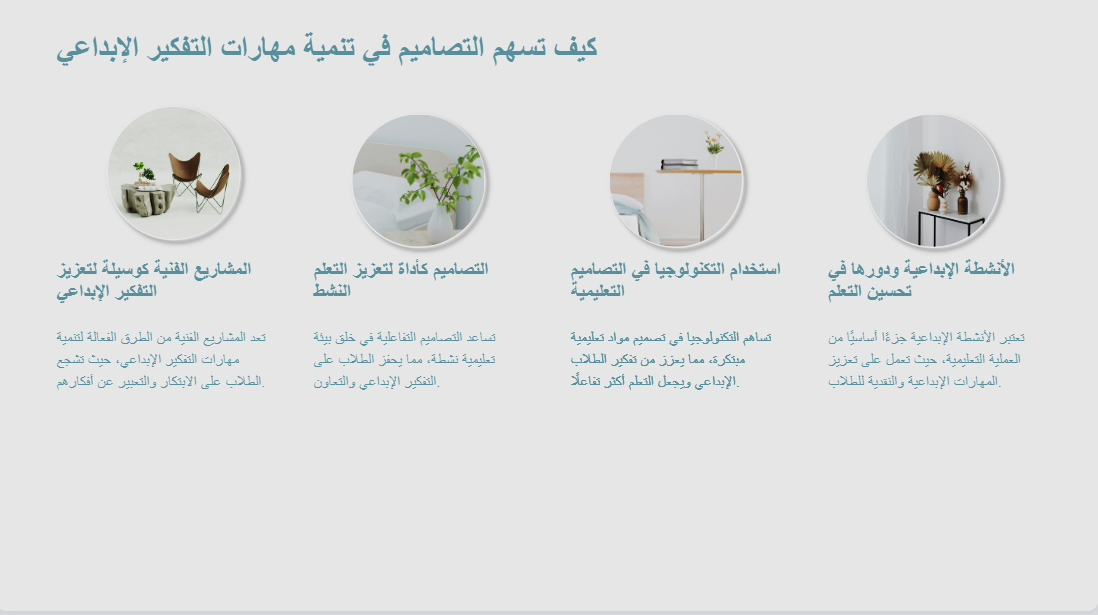 كيف تسهم التصاميم في تنمية مهارات التفكير الإبداعي
الأنشطة الإبداعية ودورها في
تحسين التعلم
تعتبر الأنشطة الإبداعية جزءًا أساسيًا من
العملية التعليمية، حيث تعمل على تعزيز
المهارات الإبداعية والنقدية للطلاب.
استخدام التكنولوجيا في التصاميم
التعليمية
تساهم التكنولوجيا في تصميم مواد تعليمية
مبتكرة، مما يعزز من تفكير الطلاب
الإبداعي ويجعل التعلم أكثر تفاعلًا.
التصاميم كأداة لتعزيز التعلم
النشط
تساعد التصاميم التفاعلية في خلق بيئة
تعليمية نشطة، مما يحفز الطلاب على
التفكير الإبداعي والتعاون.
المشاريع الفنية كوسيلة لتعزيز
التفكير الإبداعي
تعد المشاريع الفنية من الطرق الفعالة لتنمية
مهارات التفكير الإبداعي، حيث تشجع
الطلاب على الابتكار والتعبير عن أفكارهم.